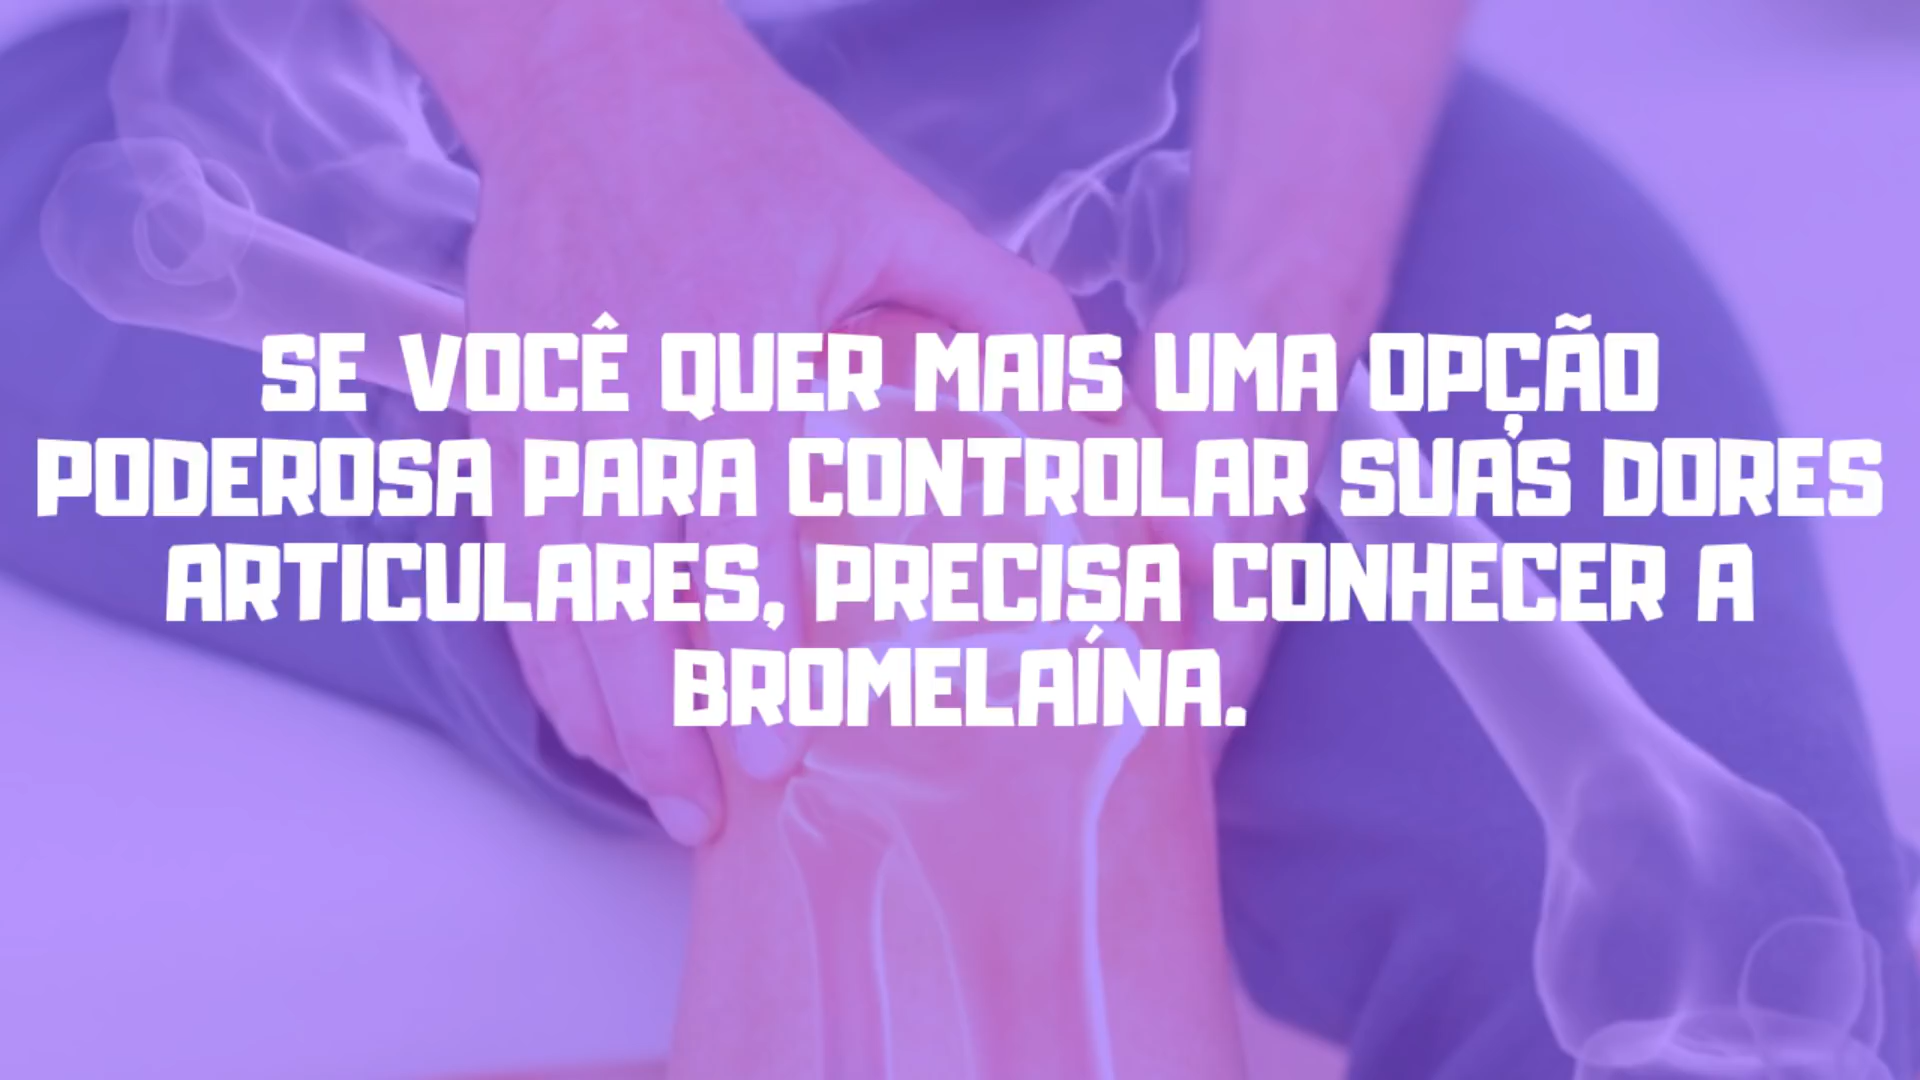 SE VOCÊ QUER MAIS UMA OPÇÃO
PODEROSA PARA CONTROLAR SUAS DORES
ARTICULARES, PRECISA CONHECER A
BROMELAÍNA.